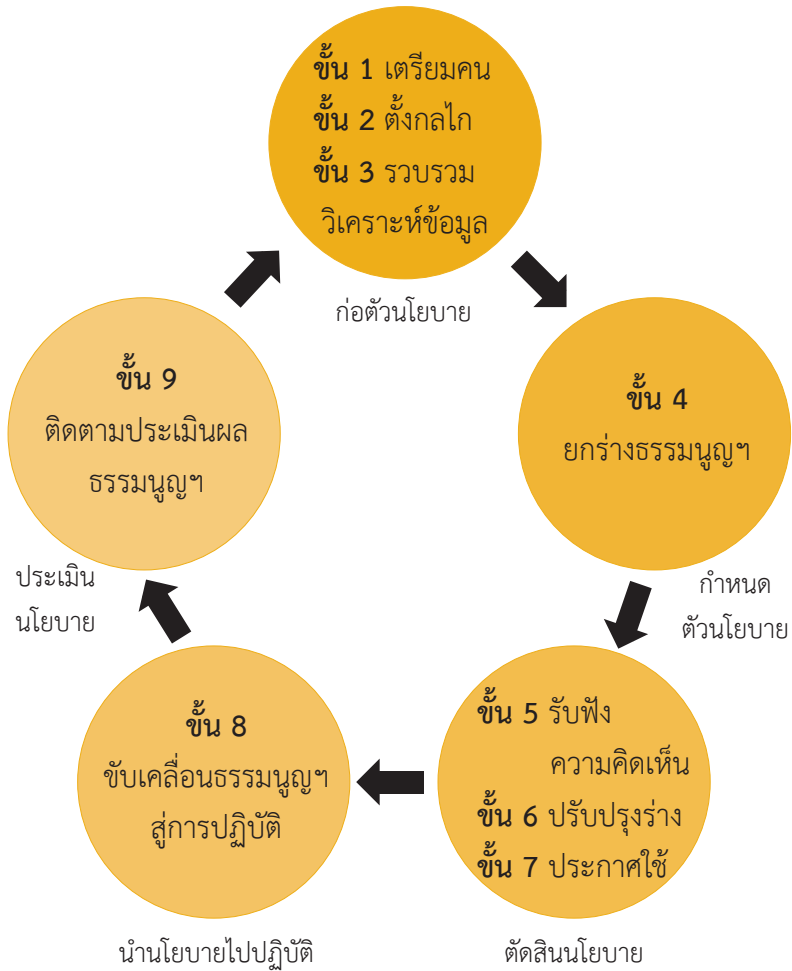 ขั้น 1 เตรียมคน
ขั้น 2 ตั้งกลไก
ขั้น 3 รวบรวม
วิเคราะห์ข้อมูล
ก่อตัวนโยบาย
ขั้น 4
ยกร่างธรรมนูญฯ
กำหนด
ตัวนโยบาย
ขั้น 5 รับฟัง
ความคิดเห็น
ขั้น 6 ปรับปรุงร่าง
ขั้น 7 ประกาศใช้
ตัดสินนโยบาย
ขั้น 8
ขับเคลื่อนธรรมนูญฯ
สู่การปฏิบัติ
นำนโยบายไปปฏิบัติ
ขั้น 9
ติดตามประเมินผล
ธรรมนูญฯ
ประเมิน
นโยบาย